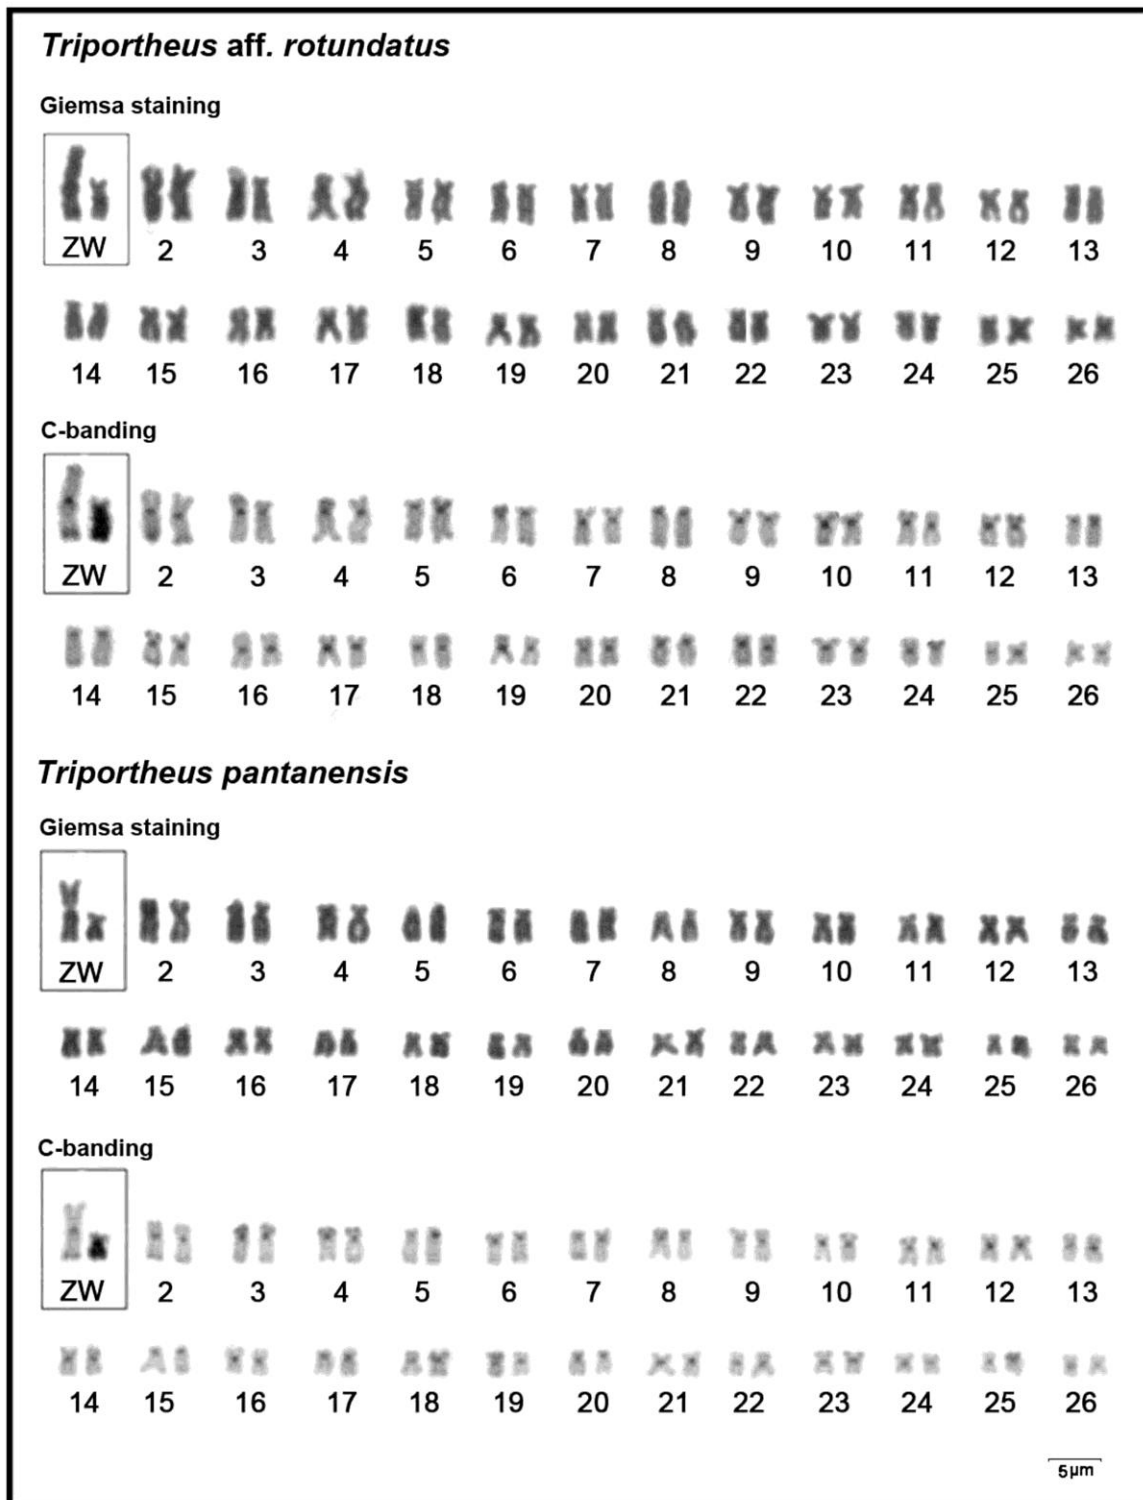 Triportheus aff. rotundatus
Giemsa staining
ZW 2 3 4 5 6 7 8 9 10 11 12 13
14 15 16 17 18 19 20 21 22 23 24 25 26
C-banding
ZW 2 3 4 5 6 7 8 9 10 11 12 13
14 15 16 17 18 19 20 21 22 23 24 25 26
Triportheus pantanensis
Giemsa staining
ZW 2 3 4 5 6 7 8 9 10 11 12 13
14 15 16 17 18 19 20 21 22 23 24 25 26
C-banding
ZW 2 3 4 5 6 7 8 9 10 11 12 13
14 15 16 17 18 19 20 21 22 23 24 25 26
5µm